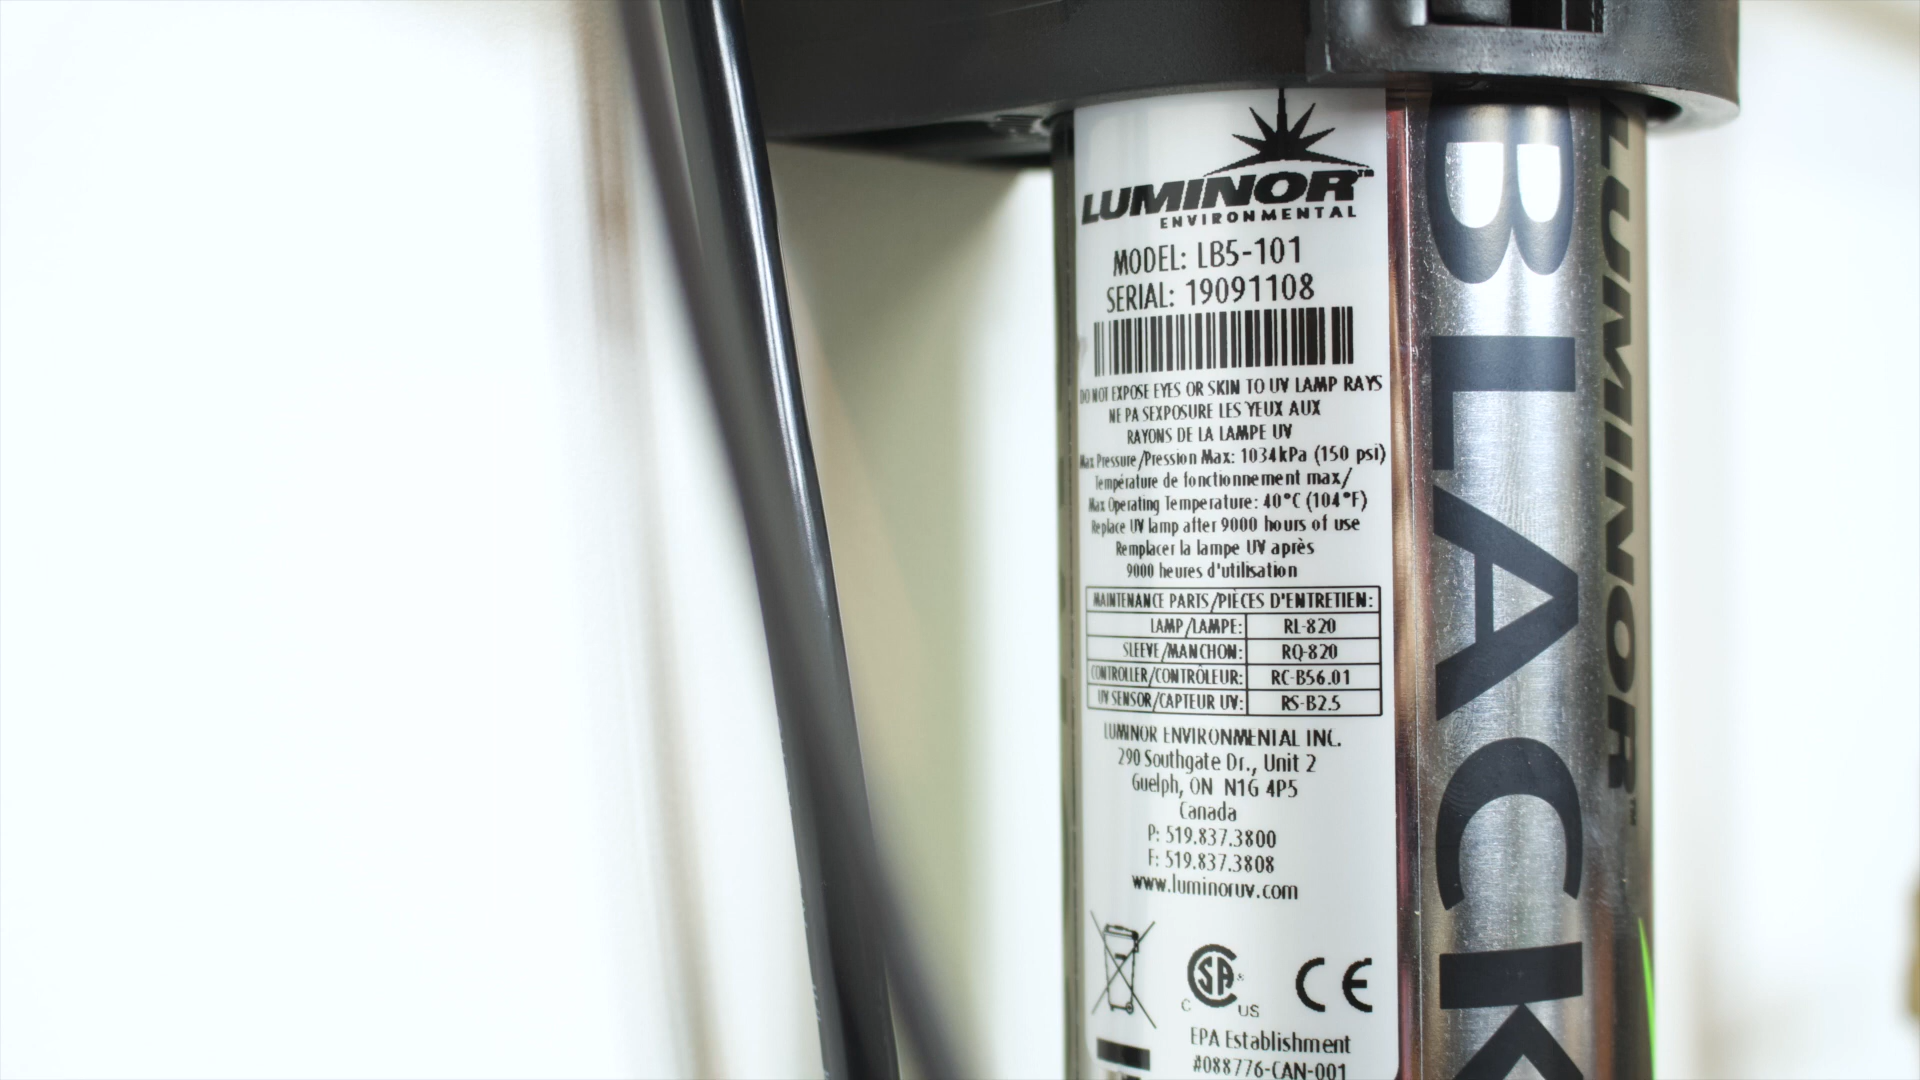 LUMINOR™
ENVIRONMENTAL
MODEL: LB5-101
SERIAL: 19091108
DO NOT EXPOSE EYES OR SKIN TO UV LAMP RAYS
NE PA SEXPOSURE LES YEUX AUX
RAYONS DE LA LAMPE UV
Max Pressure/Pression Max: 1034kPa (150 psi)
Température de fonctionnement max/
Max Operating Temperature: 40°C (104°F)
Replace UV lamp after 9000 hours of use
Remplacer la lampe UV après
9000 heures d'utilisation
MAINTENANCE PARTS/PIÈCES D'ENTRETIEN:
LAMP/LAMPE: RL-820
SLEEVE/MANCHON: RQ-820
CONTROLLER/CONTRÔLEUR: RC-B56.01
UV SENSOR/CAPTEUR UV: RS-B2.5
LUMINOR ENVIRONMENTAL INC.
290 Southgate Dr., Unit 2
Guelph, ON N1G 4P5
Canada
P: 519.837.3800
F: 519.837.3808
www.luminoruv.com
C CSA & US CE
EPA Establishment
#088776-CAN-001
BLACK
LUMINOR™